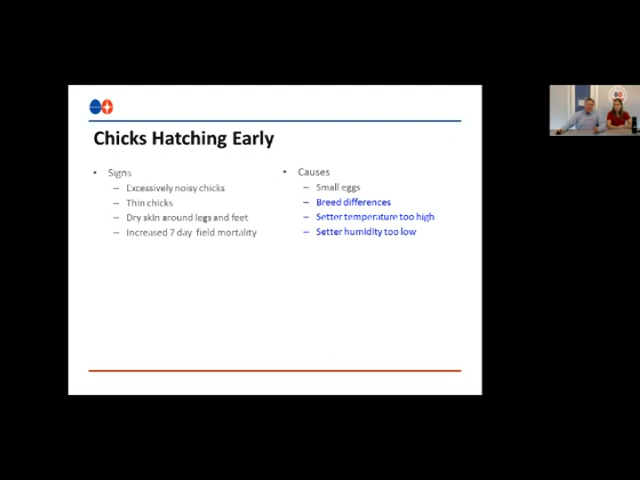 Chicks Hatching Early
• Signs
– Excessively noisy chicks
– Thin chicks
– Dry skin around legs and feet
– Increased 7 day field mortality
• Causes
– Small eggs
– Breed differences
– Setter temperature too high
– Setter humidity too low